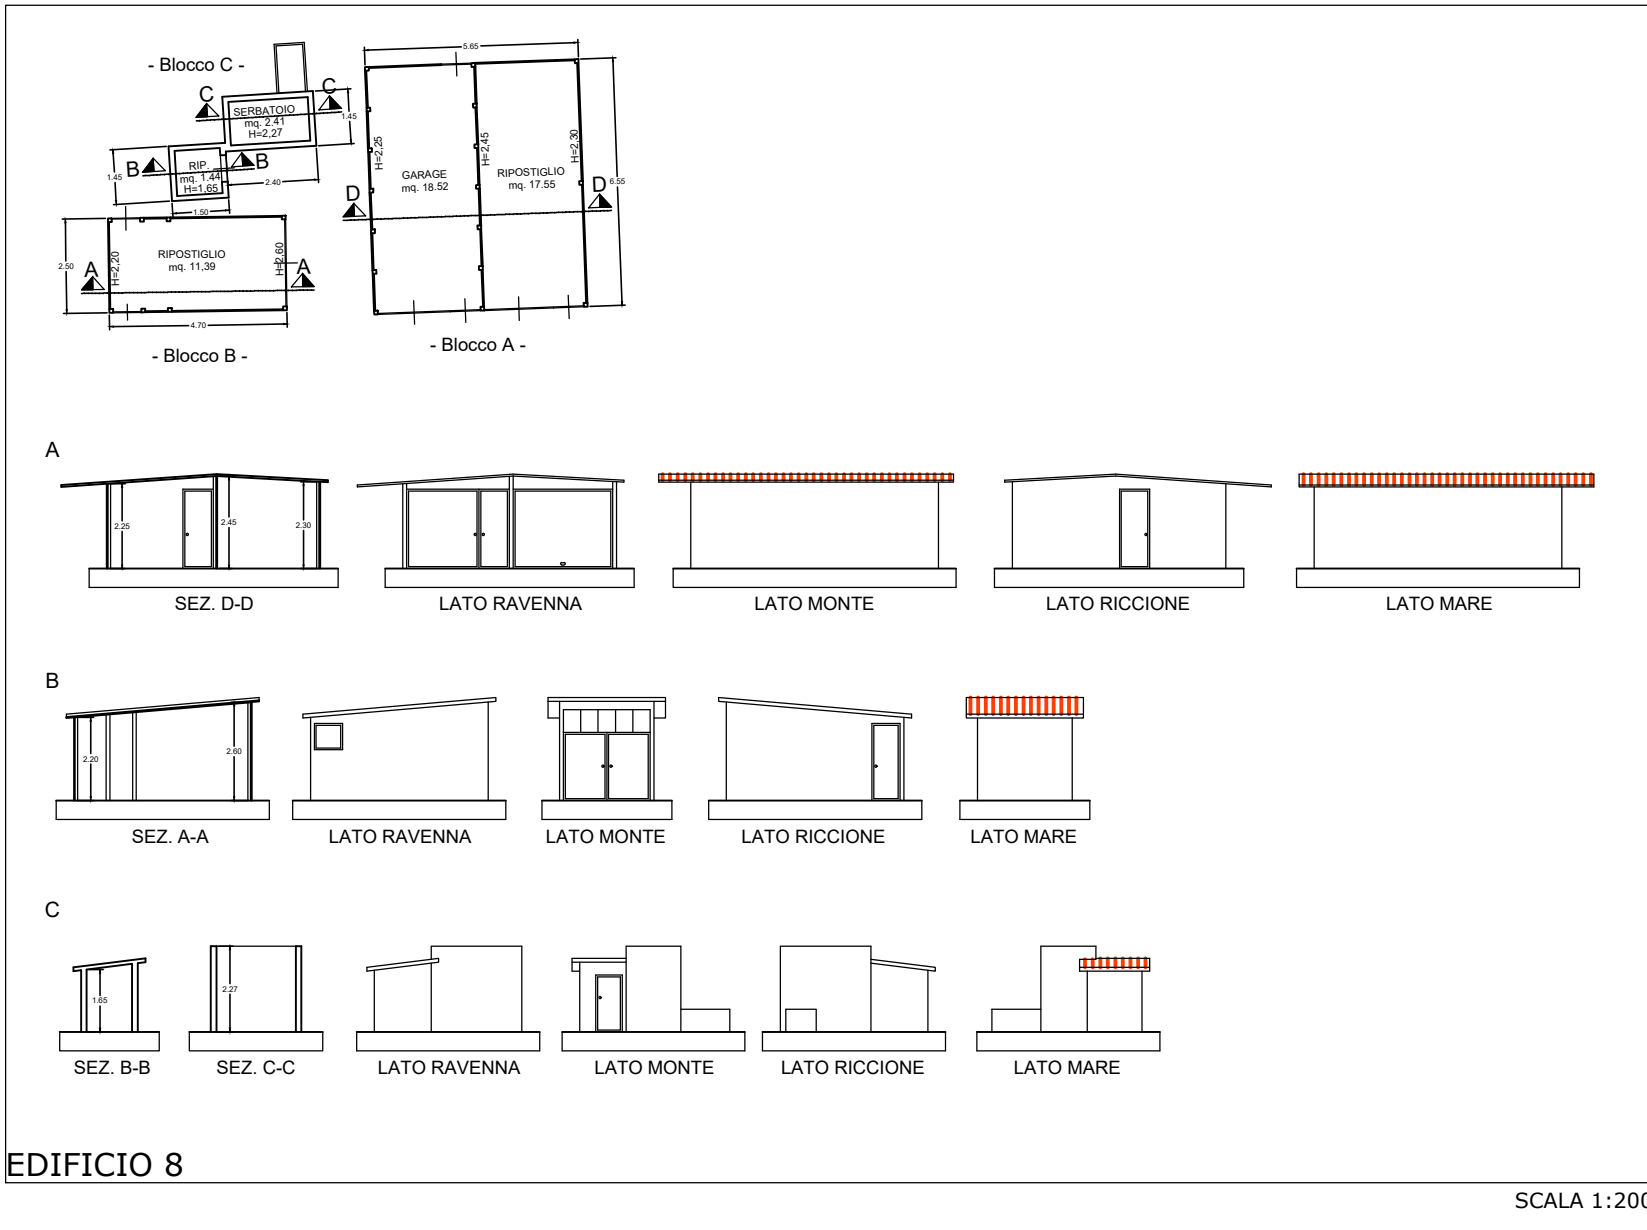 - Blocco C -
C
C
SERBATOIO
mq. 2.41
H=2,27
1.45
B
B
RIP.
mq. 1.44
H=1,65
1.45
2.40
1.50
RIPOSTIGLIO
mq. 11,39
H=2,20
H=2,60
2.50
A
A
4.70
- Blocco B -
5.65
H=2,25
H=2,45
H=2,30
GARAGE
mq. 18.52
RIPOSTIGLIO
mq. 17.55
D
D
6.55
- Blocco A -
A
2.25
2.45
2.30
SEZ. D-D
LATO RAVENNA
LATO MONTE
LATO RICCIONE
LATO MARE
B
2.20
2.60
SEZ. A-A
LATO RAVENNA
LATO MONTE
LATO RICCIONE
LATO MARE
C
1.65
2.27
SEZ. B-B
SEZ. C-C
LATO RAVENNA
LATO MONTE
LATO RICCIONE
LATO MARE
EDIFICIO 8
SCALA 1:200